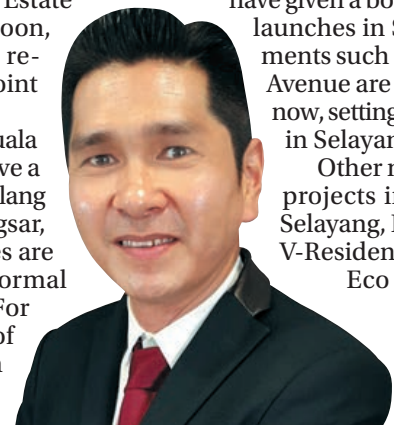 Estate
oon,
re-
oint
uala
ve a
lang
gsar,
es are
ormal
For
of
have given a bo
launches in S
ments such
Avenue are
now, setting
in Selayan
Other
projects i
Selayang,
V-Residen
Eco